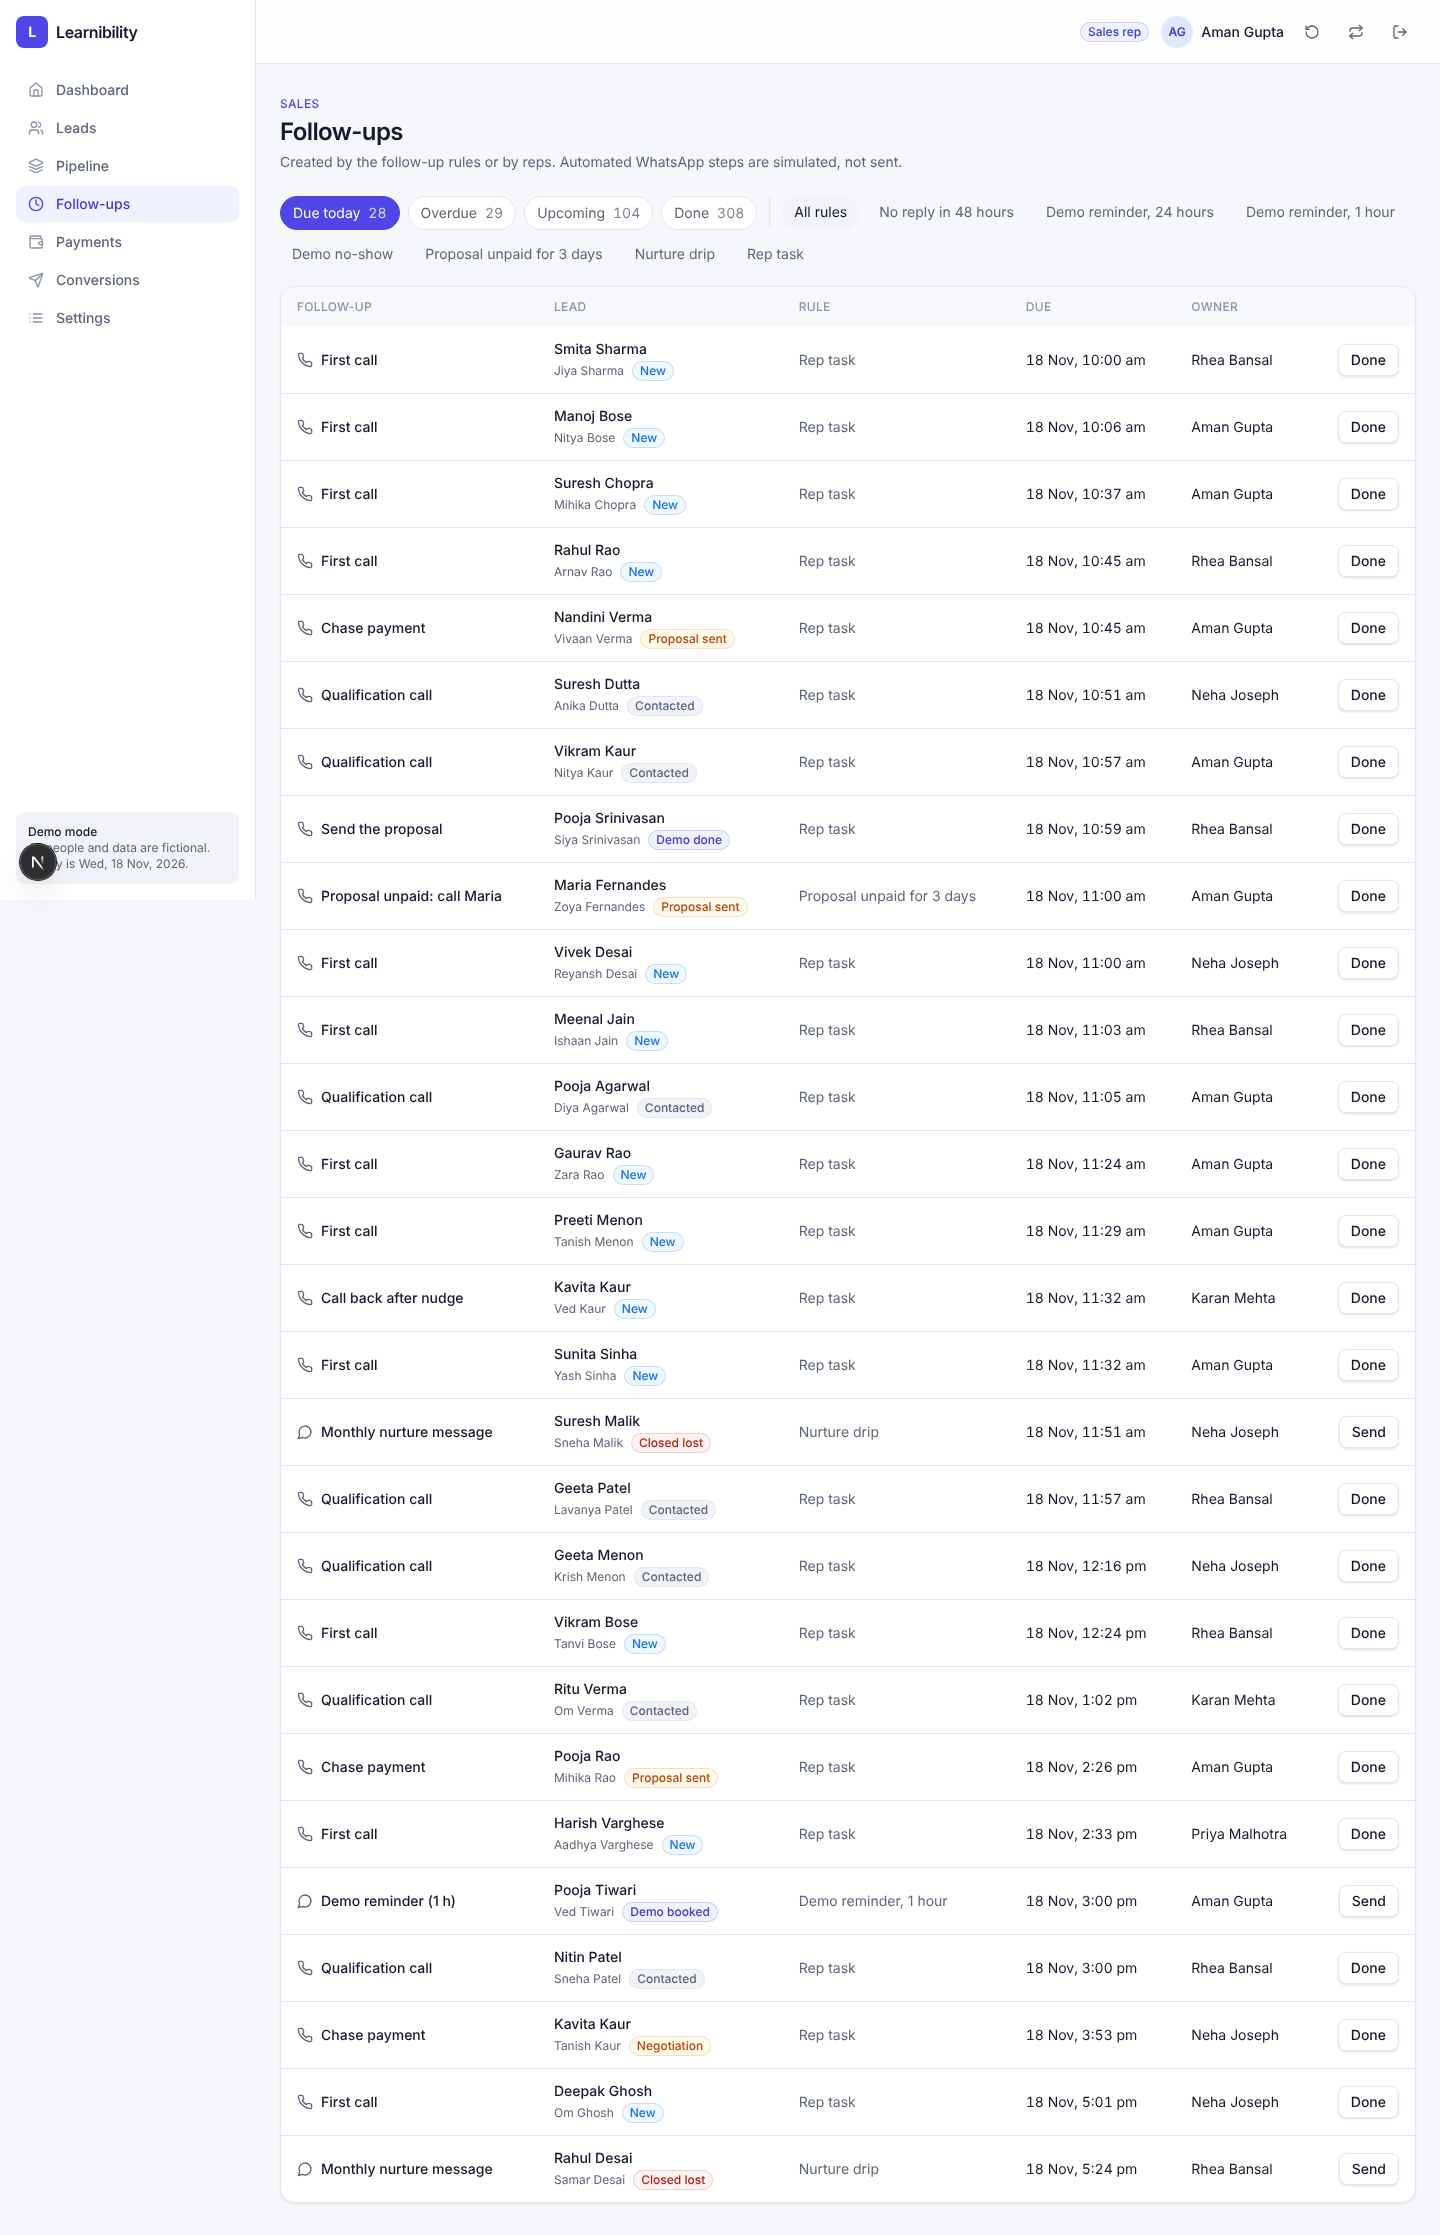 L Learnibility
Dashboard
Leads
Pipeline
Follow-ups
Payments
Conversions
Settings
Demo mode
people and data are fictional.
is Wed, 18 Nov, 2026.
N
Sales rep AG Aman Gupta
SALES
Follow-ups
Created by the follow-up rules or by reps. Automated WhatsApp steps are simulated, not sent.
Due today 28 Overdue 29 Upcoming 104 Done 308 All rules No reply in 48 hours Demo reminder, 24 hours Demo reminder, 1 hour
Demo no-show Proposal unpaid for 3 days Nurture drip Rep task
FOLLOW-UP LEAD RULE DUE OWNER
First call Smita Sharma Rep task 18 Nov, 10:00 am Rhea Bansal Done
Jiya Sharma New
First call Manoj Bose Rep task 18 Nov, 10:06 am Aman Gupta Done
Nitya Bose New
First call Suresh Chopra Rep task 18 Nov, 10:37 am Aman Gupta Done
Mihika Chopra New
First call Rahul Rao Rep task 18 Nov, 10:45 am Rhea Bansal Done
Arnav Rao New
Chase payment Nandini Verma Rep task 18 Nov, 10:45 am Aman Gupta Done
Vivaan Verma Proposal sent
Qualification call Suresh Dutta Rep task 18 Nov, 10:51 am Neha Joseph Done
Anika Dutta Contacted
Qualification call Vikram Kaur Rep task 18 Nov, 10:57 am Aman Gupta Done
Nitya Kaur Contacted
Send the proposal Pooja Srinivasan Rep task 18 Nov, 10:59 am Rhea Bansal Done
Siya Srinivasan Demo done
Proposal unpaid: call Maria Maria Fernandes Proposal unpaid for 3 days 18 Nov, 11:00 am Aman Gupta Done
Zoya Fernandes Proposal sent
First call Vivek Desai Rep task 18 Nov, 11:00 am Neha Joseph Done
Reyansh Desai New
First call Meenal Jain Rep task 18 Nov, 11:03 am Rhea Bansal Done
Ishaan Jain New
Qualification call Pooja Agarwal Rep task 18 Nov, 11:05 am Aman Gupta Done
Diya Agarwal Contacted
First call Gaurav Rao Rep task 18 Nov, 11:24 am Aman Gupta Done
Zara Rao New
First call Preeti Menon Rep task 18 Nov, 11:29 am Aman Gupta Done
Tanish Menon New
Call back after nudge Kavita Kaur Rep task 18 Nov, 11:32 am Karan Mehta Done
Ved Kaur New
First call Sunita Sinha Rep task 18 Nov, 11:32 am Aman Gupta Done
Yash Sinha New
Monthly nurture message Suresh Malik Nurture drip 18 Nov, 11:51 am Neha Joseph Send
Sneha Malik Closed lost
Qualification call Geeta Patel Rep task 18 Nov, 11:57 am Rhea Bansal Done
Lavanya Patel Contacted
Qualification call Geeta Menon Rep task 18 Nov, 12:16 pm Neha Joseph Done
Krish Menon Contacted
First call Vikram Bose Rep task 18 Nov, 12:24 pm Rhea Bansal Done
Tanvi Bose New
Qualification call Ritu Verma Rep task 18 Nov, 1:02 pm Karan Mehta Done
Om Verma Contacted
Chase payment Pooja Rao Rep task 18 Nov, 2:26 pm Aman Gupta Done
Mihika Rao Proposal sent
First call Harish Varghese Rep task 18 Nov, 2:33 pm Priya Malhotra Done
Aadhya Varghese New
Demo reminder (1 h) Pooja Tiwari Demo reminder, 1 hour 18 Nov, 3:00 pm Aman Gupta Send
Ved Tiwari Demo booked
Qualification call Nitin Patel Rep task 18 Nov, 3:00 pm Rhea Bansal Done
Sneha Patel Contacted
Chase payment Kavita Kaur Rep task 18 Nov, 3:53 pm Neha Joseph Done
Tanish Kaur Negotiation
First call Deepak Ghosh Rep task 18 Nov, 5:01 pm Neha Joseph Done
Om Ghosh New
Monthly nurture message Rahul Desai Nurture drip 18 Nov, 5:24 pm Rhea Bansal Send
Samar Desai Closed lost